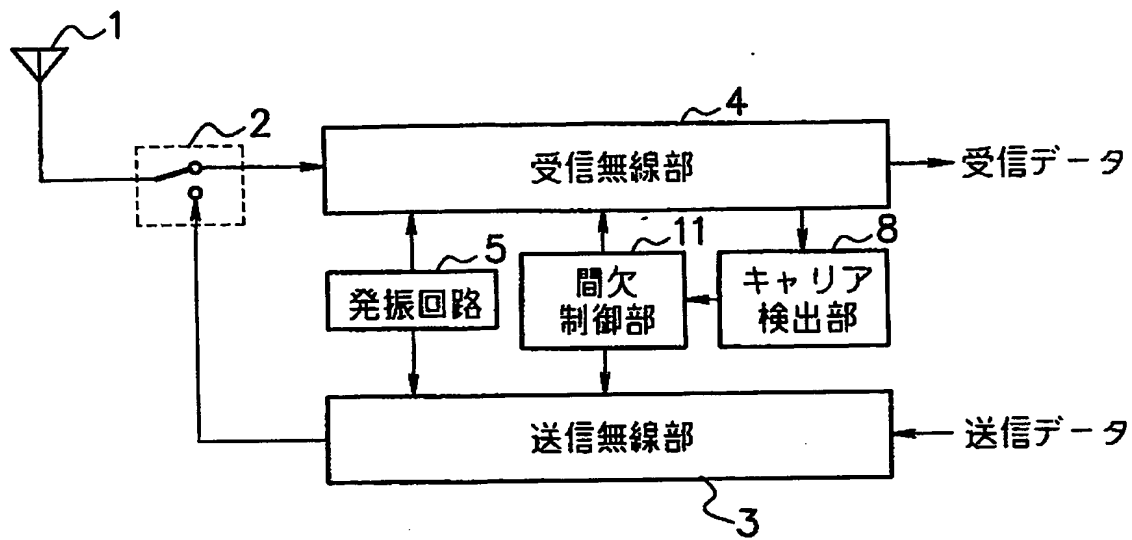 1
2
4
受信無線部
受信データ
5
発振回路
11
間欠
制御部
8
キャリア
検出部
送信無線部
送信データ
3